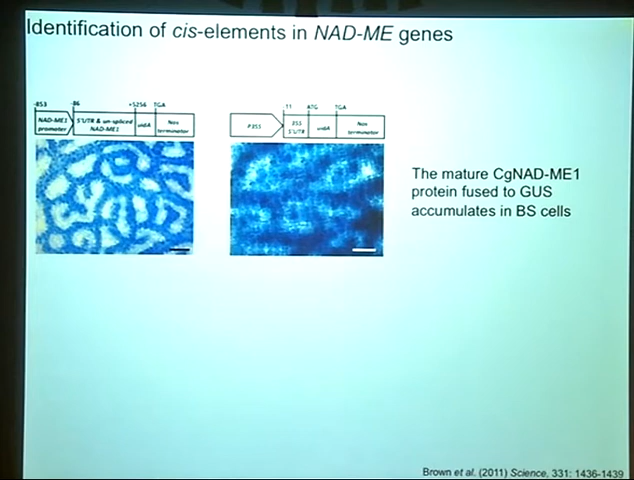 Identification of cis-elements in NAD-ME genes
-853 -86 +5256 TGA
NAD-ME1 promoter
5'UTR & un-spliced NAD-ME1
uidA
Nos terminator
11 ATG TGA
P35S
35S 5'UTR
uidA
Nos terminator
The mature CgNAD-ME1
protein fused to GUS
accumulates in BS cells
Brown et al. (2011) Science, 331: 1436-1439